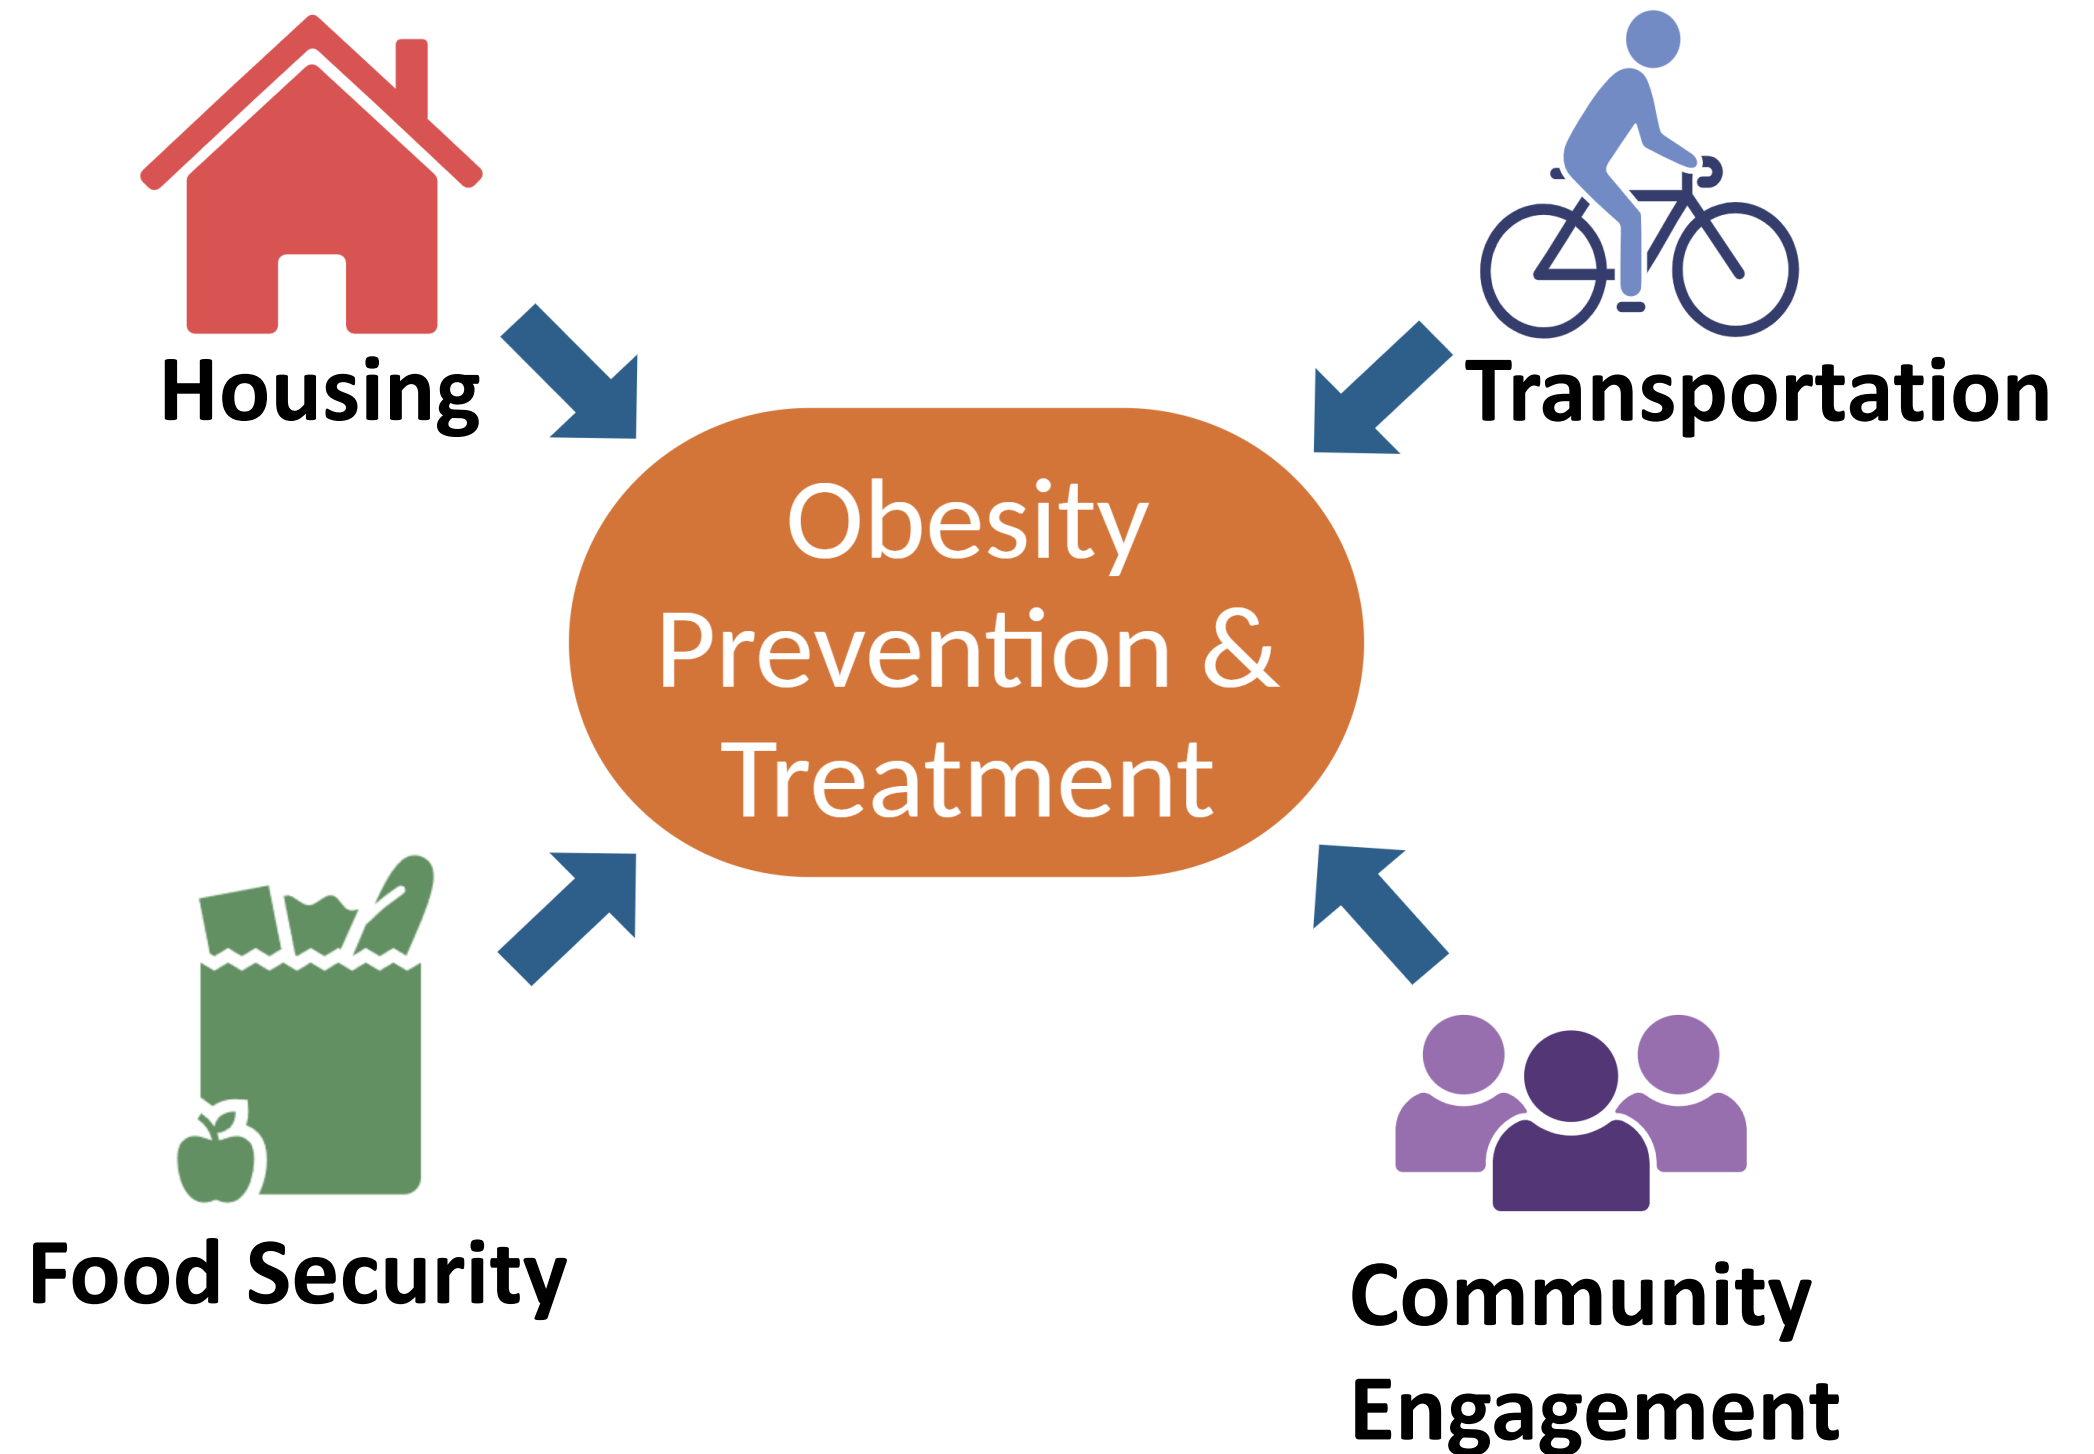 Housing
Transportation
Obesity
Prevention &
Treatment
Food Security
Community
Engagement